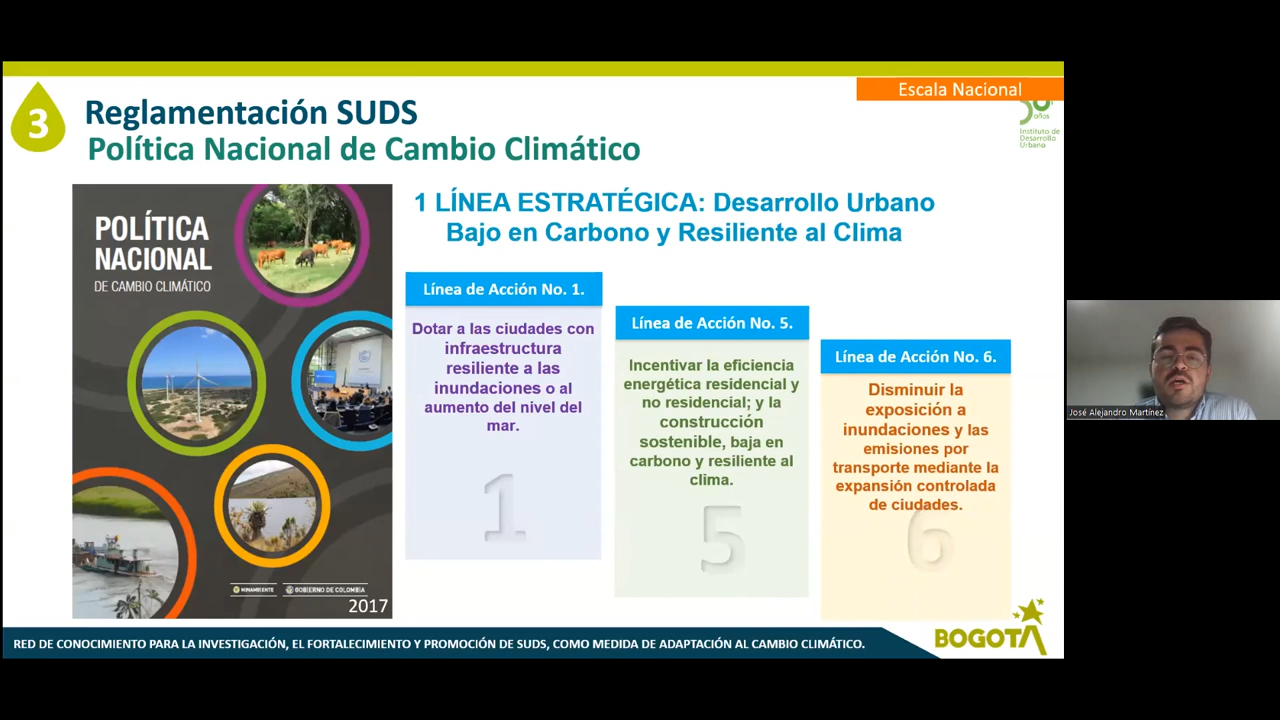 Escala Nacional
3
Reglamentación SUDS
Política Nacional de Cambio Climático
años
Instituto de
Desarrollo
Urbano
POLÍTICA
NACIONAL
DE CAMBIO CLIMÁTICO
MINAMBIENTE
GOBIERNO DE COLOMBIA
2017
1 LÍNEA ESTRATÉGICA: Desarrollo Urbano
Bajo en Carbono y Resiliente al Clima
Línea de Acción No. 1.
Dotar a las ciudades con
infraestructura
resiliente a las
inundaciones o al
aumento del nivel del
mar.
1
Línea de Acción No. 5.
Incentivar la eficiencia
energética residencial y
no residencial; y la
construcción
sostenible, baja en
carbono y resiliente al
clima.
5
Línea de Acción No. 6.
Disminuir la
exposición a
inundaciones y las
emisiones por
transporte mediante la
expansión controlada
de ciudades.
6
José Alejandro Martínez
RED DE CONOCIMIENTO PARA LA INVESTIGACIÓN, EL FORTALECIMIENTO Y PROMOCIÓN DE SUDS, COMO MEDIDA DE ADAPTACIÓN AL CAMBIO CLIMÁTICO.
BOGOTÁ